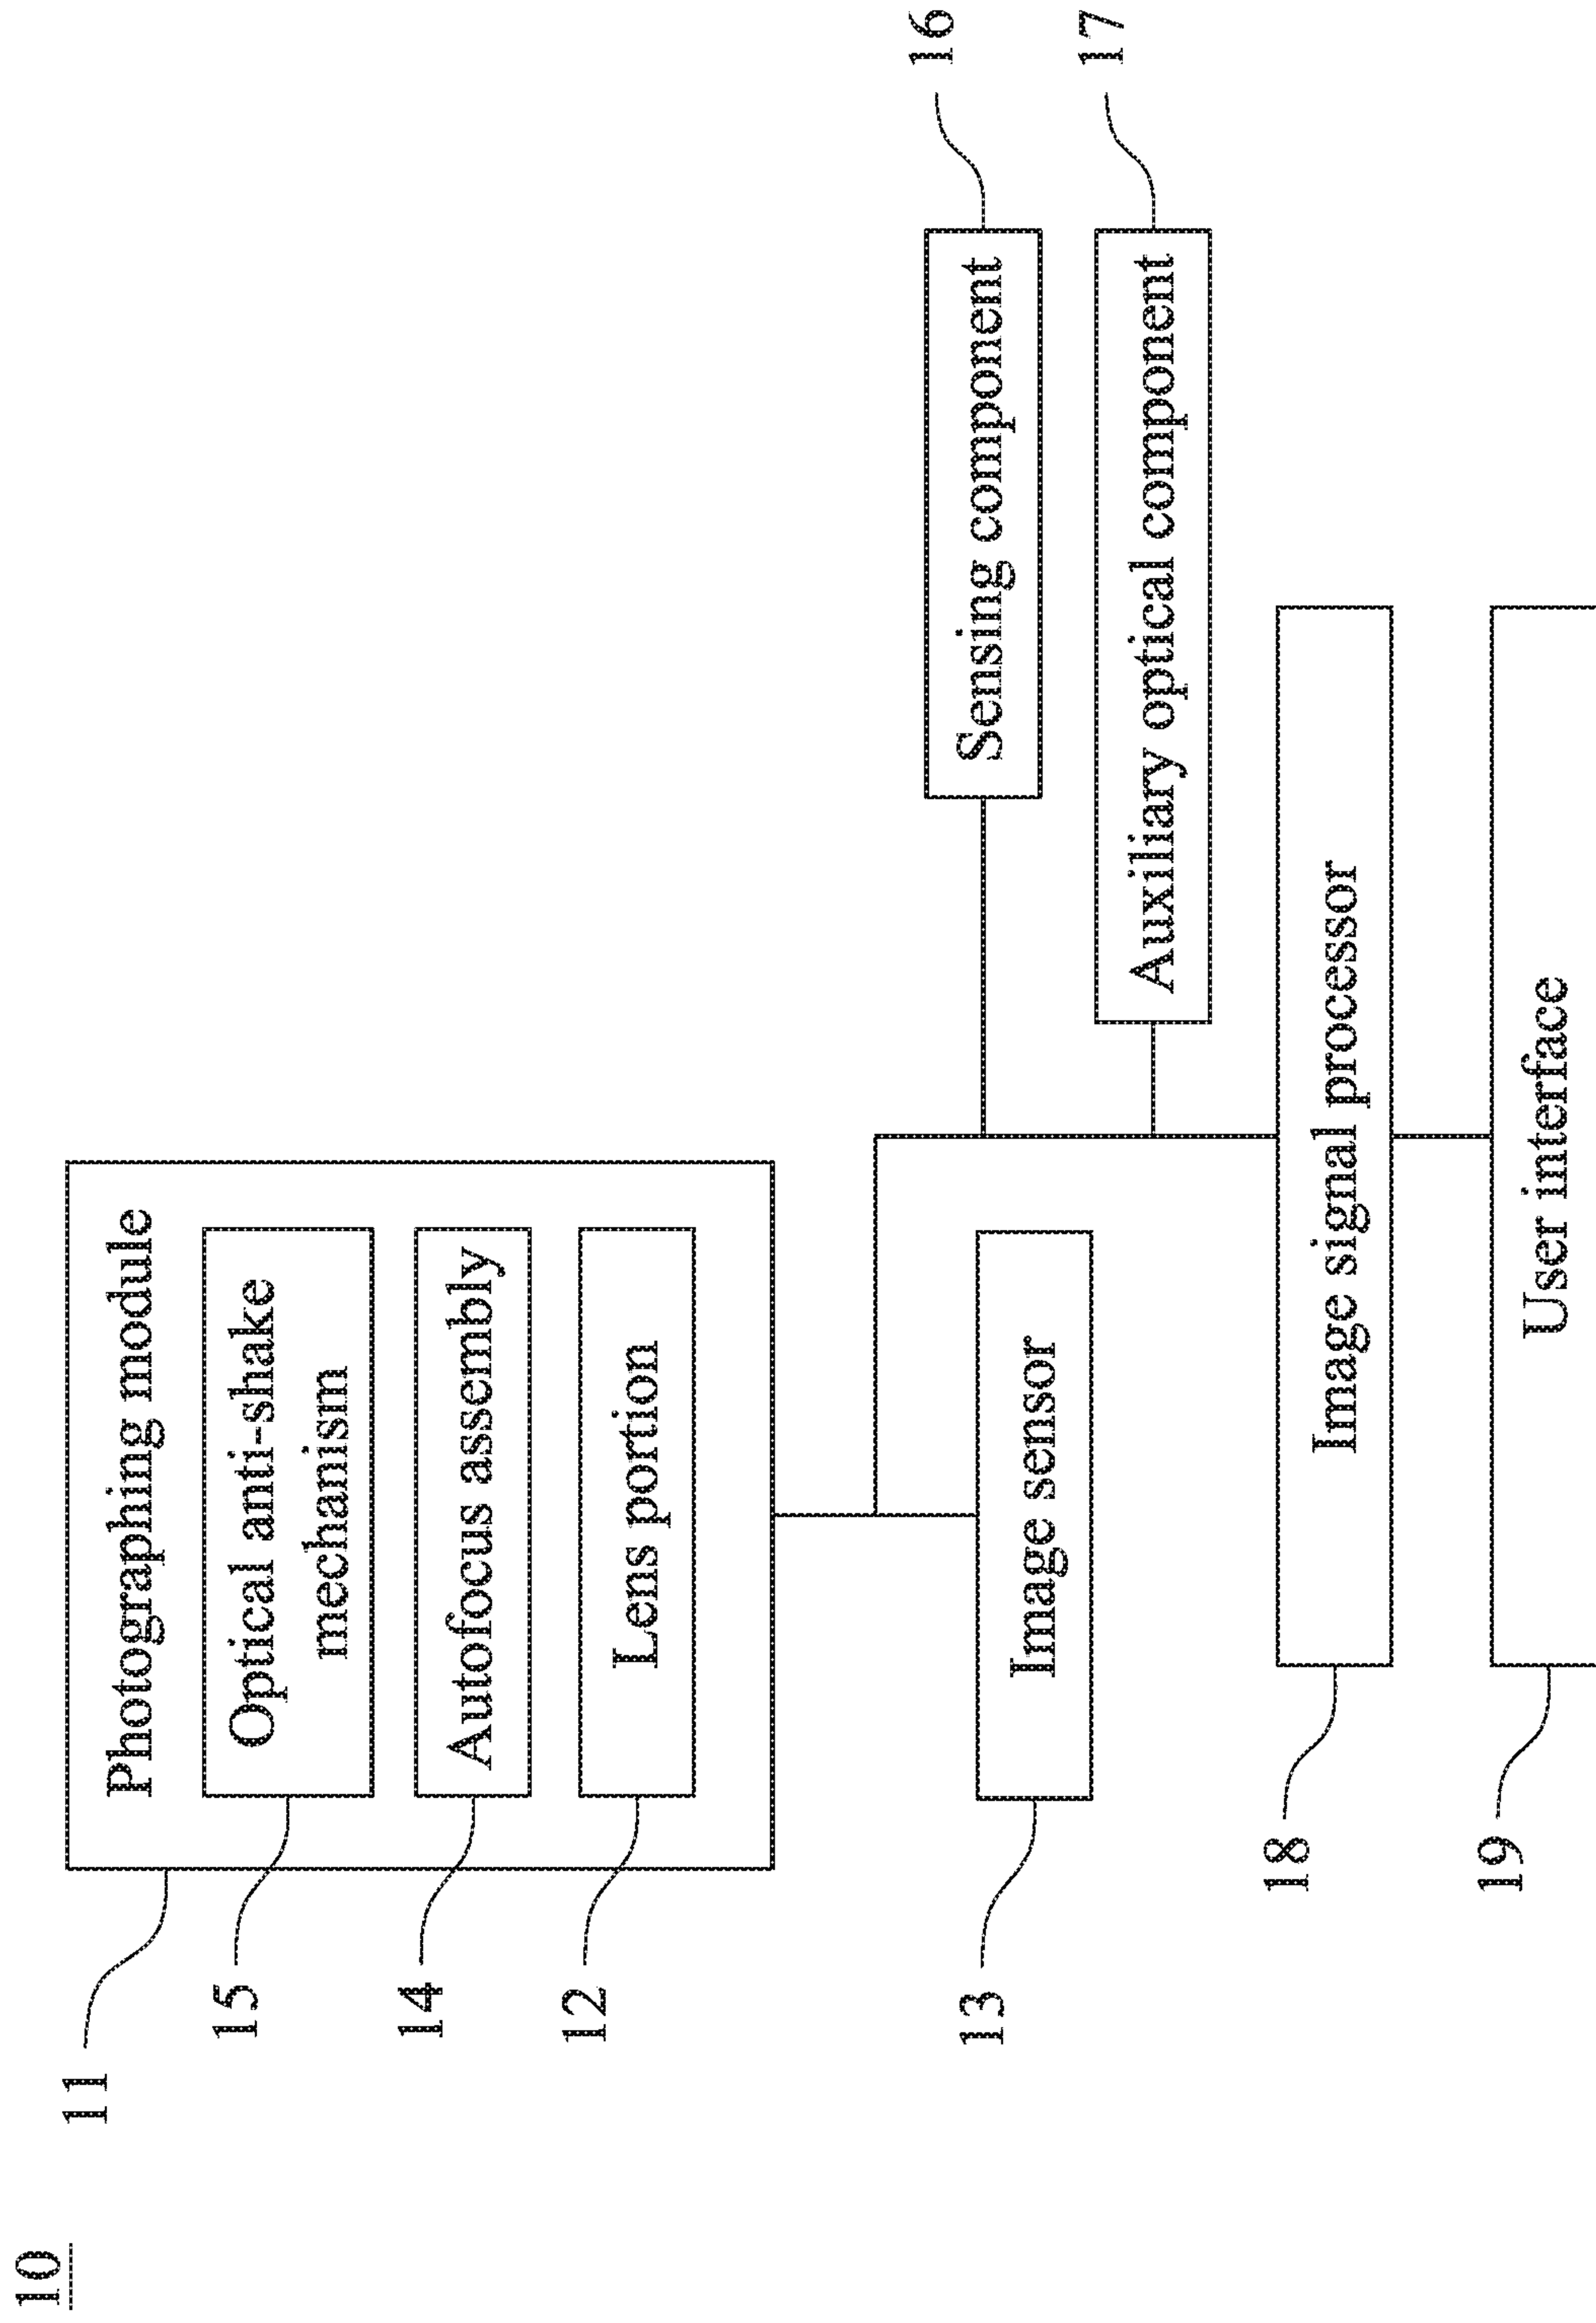 10
11
Photographing module
15
Optical anti-shake
mechanism
14
Autofocus assembly
12
Lens portion
13
Image sensor
16
Sensing component
17
Auxiliary optical component
18
Image signal processor
19
User interface